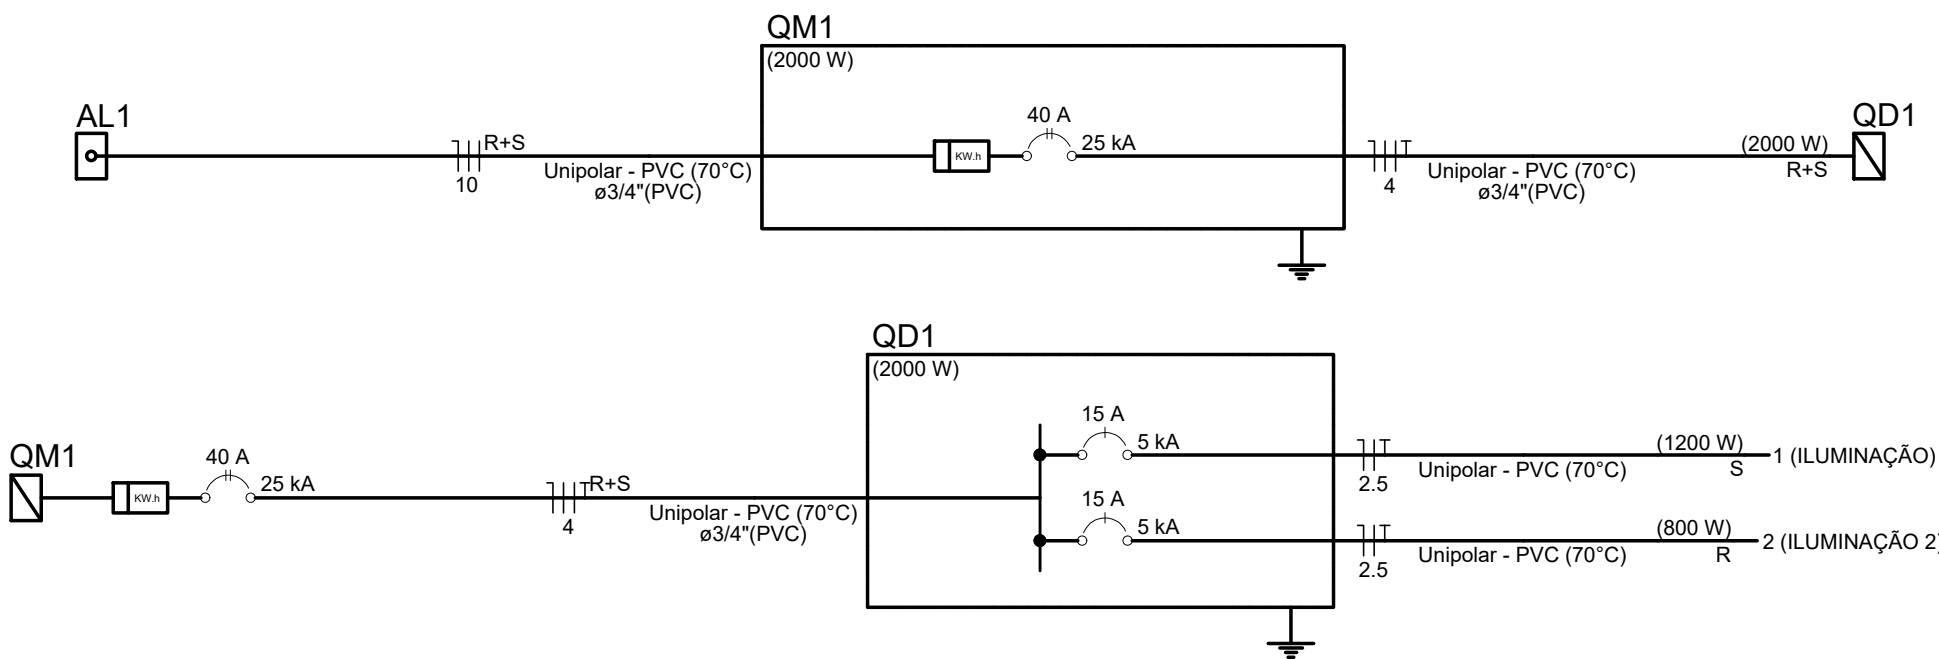 QM1
(2000 W)
AL1
R+S
10
Unipolar - PVC (70°C)
ø3/4"(PVC)
KW.h
40 A
25 kA
4
Unipolar - PVC (70°C)
ø3/4"(PVC)
(2000 W)
R+S
QD1
QD1
(2000 W)
QM1
KW.h
40 A
25 kA
R+S
4
Unipolar - PVC (70°C)
ø3/4"(PVC)
15 A
5 kA
2.5
Unipolar - PVC (70°C)
(1200 W)
S
1 (ILUMINAÇÃO)
15 A
5 kA
2.5
Unipolar - PVC (70°C)
(800 W)
R
2 (ILUMINAÇÃO 2)